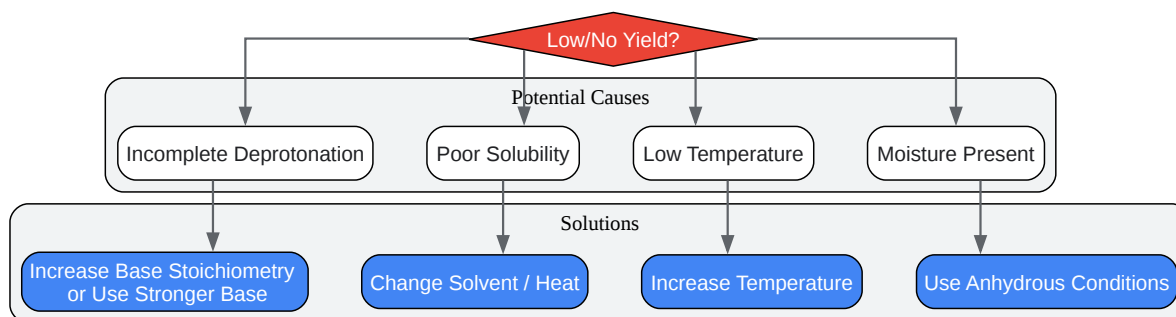 Low/No Yield?
Potential Causes
Incomplete Deprotonation
Poor Solubility
Low Temperature
Moisture Present
Solutions
Increase Base Stoichiometry
or Use Stronger Base
Change Solvent / Heat
Increase Temperature
Use Anhydrous Conditions